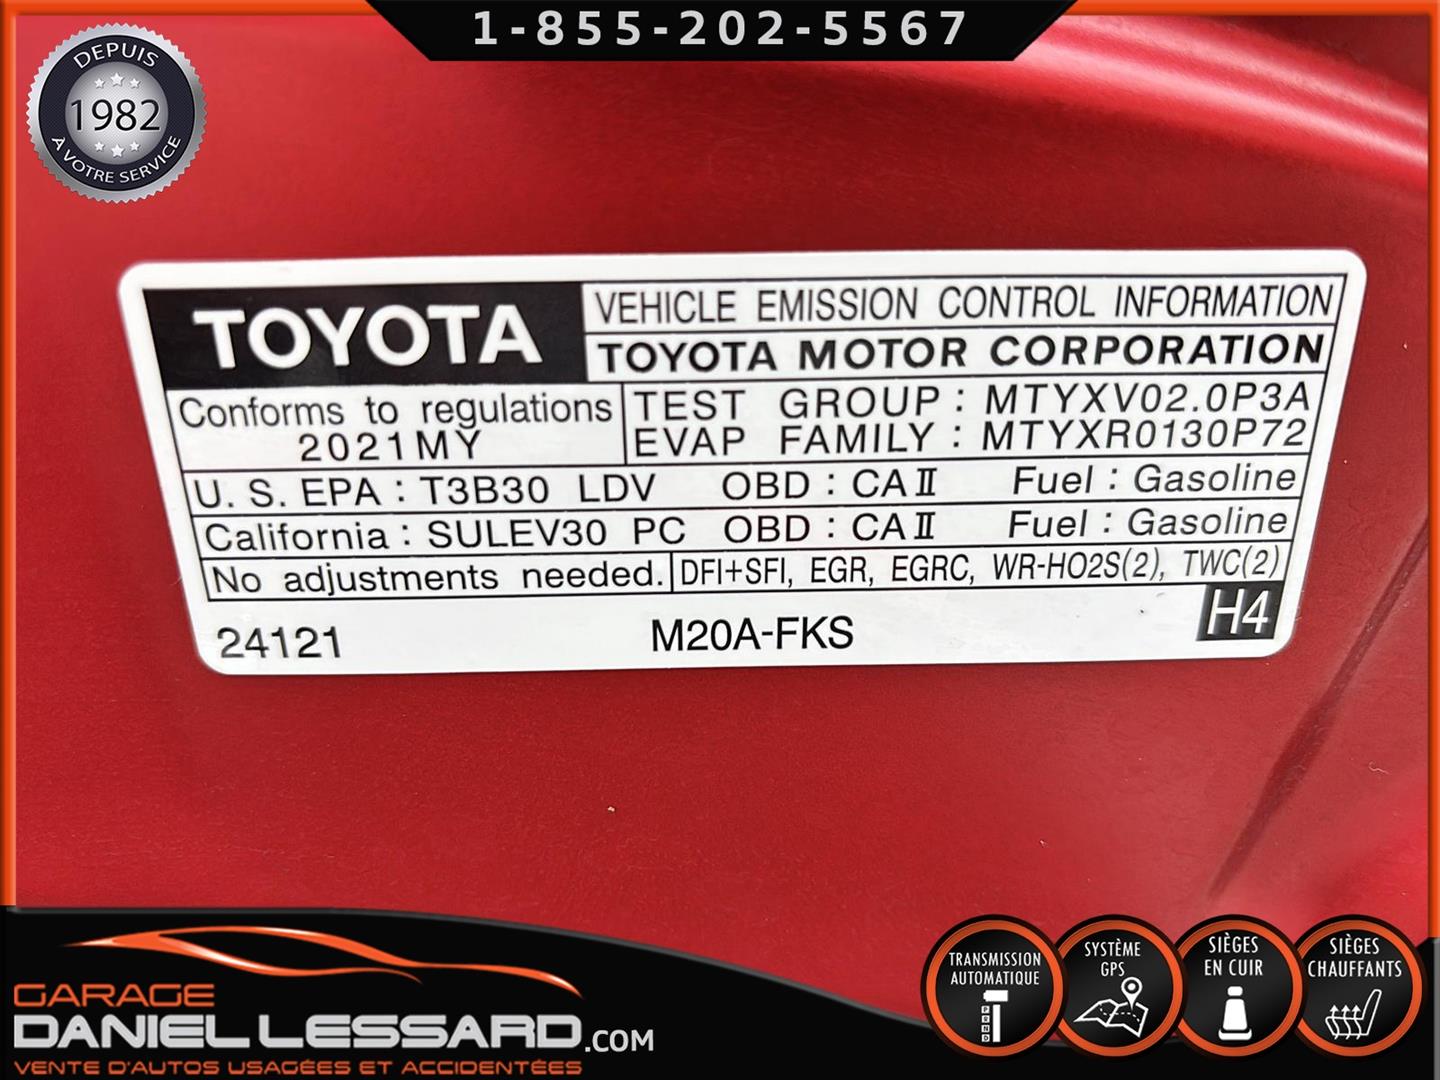 1-855-202-5567
DEPUIS
1982
À VOTRE SERVICE
TOYOTA
VEHICLE EMISSION CONTROL INFORMATION
TOYOTA MOTOR CORPORATION
Conforms to regulations
2021MY
TEST GROUP : MTYXV02.0P3A
EVAP FAMILY : MTYXR0130P72
U. S. EPA : T3B30 LDV OBD : CAⅡ Fuel : Gasoline
California : SULEV30 PC OBD : CAⅡ Fuel : Gasoline
No adjustments needed. DFI+SFI, EGR, EGRC, WR-HO2S(2), TWC(2)
24121 M20A-FKS H4
GARAGE
DANIEL LESSARD.COM
VENTE D'AUTOS USAGÉES ET ACCIDENTÉES
TRANSMISSION
AUTOMATIQUE
PRND
SYSTÈME
GPS
SIÈGES
EN CUIR
SIÈGES
CHAUFFANTS